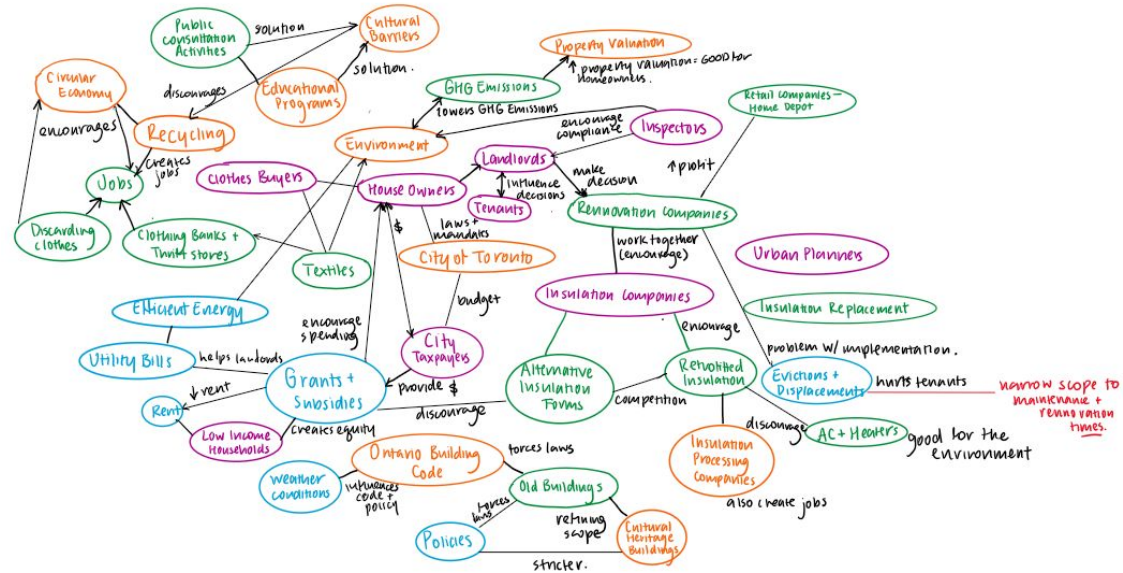 Public
Consultation
Activities
solution
Cultural
Barriers
Educational
Programs
solution.
discourages
Circular
Economy
encourages
Recycling
creates
jobs
Jobs
Discarding
clothes
Clothing Banks +
Thrift stores
Property Valuation
↑ property valuation = GOOD for
homeowners.
GHG Emissions
lowers GHG Emissions
Environment
encourage
compliance
Inspectors
Retail Companies -
Home Depot
↑ profit
Clothes Buyers
House Owners
Landlords
influence
decisions
Tenants
make
decision
Rennovation Companies
$
laws +
mandates
City of Toronto
Textiles
work together
(encourage)
Urban Planners
budget
Insulation Companies
Insulation Replacement
Efficient Energy
encourage
spending
City
Taxpayers
encourage
problem w/ implementation.
Utility Bills
helps landords
Grants +
Subsidies
provide $
Alternative
Insulation
Forms
competition
Retrofitted
Insulation
Evictions +
Displacements
hurts tenants
narrow scope to
maintenance +
rennovation
times.
↓ rent
Rent
discourage
Low Income
Households
creates equity
discourage
AC + Heaters
good for the
environment
Insulation
Processing
Companies
also create jobs
Ontario Building
Code
forces laws
weather
conditions
influences
code +
policy
Old Buildings
forces
laws
refining
scope
Policies
Cultural
Heritage
Buildings
stricter.